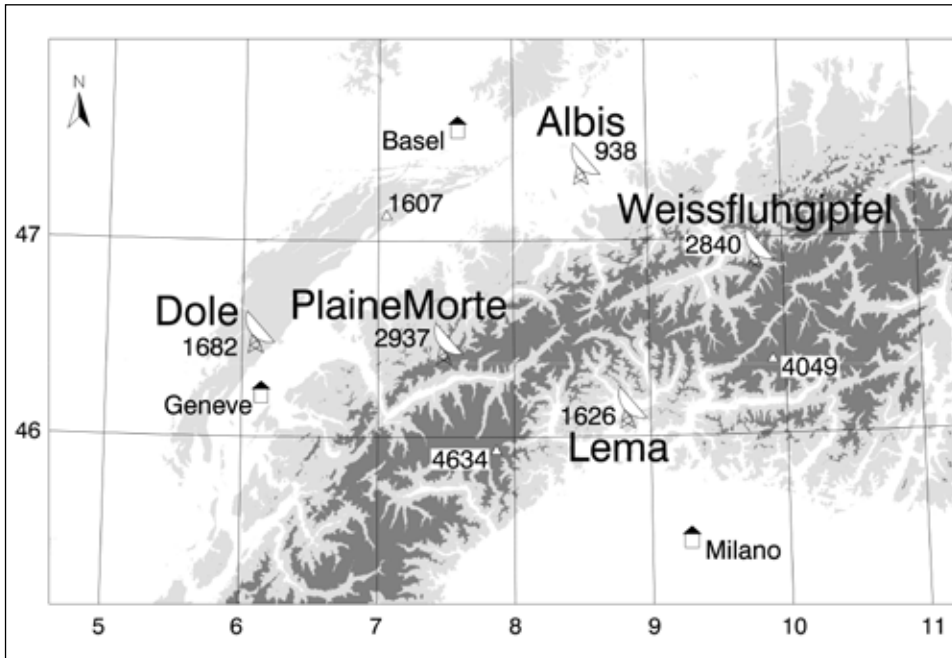 N
Albis
938
Basel
1607
Weissfluhgipfel
2840
47
Dole
1682
PlaineMorte
2937
4049
Geneve
1626
46
Lema
4634
Milano
5 6 7 8 9 10 11